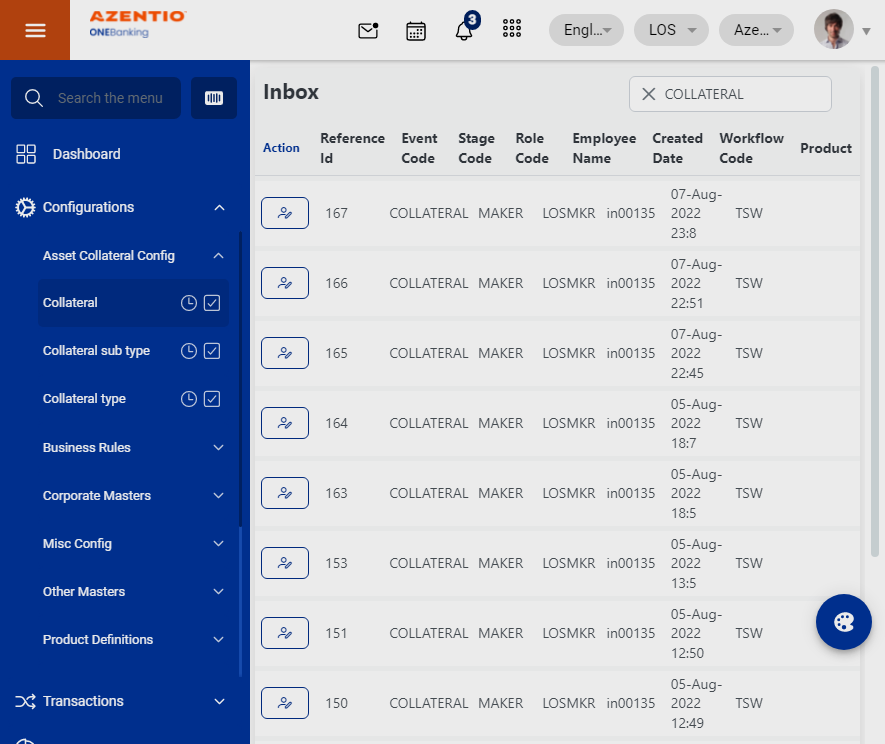 AZENTIO
ONEBanking
3
Engl...
LOS
Aze...
Search the menu
Dashboard
Configurations
Asset Collateral Config
Collateral
Collateral sub type
Collateral type
Business Rules
Corporate Masters
Misc Config
Other Masters
Product Definitions
Transactions
Inbox
COLLATERAL
Action Reference Id Event Code Stage Code Role Code Employee Name Created Date Workflow Code Product
167 COLLATERAL MAKER LOSMKR in00135 07-Aug-2022 23:8 TSW
166 COLLATERAL MAKER LOSMKR in00135 07-Aug-2022 22:51 TSW
165 COLLATERAL MAKER LOSMKR in00135 07-Aug-2022 22:45 TSW
164 COLLATERAL MAKER LOSMKR in00135 05-Aug-2022 18:7 TSW
163 COLLATERAL MAKER LOSMKR in00135 05-Aug-2022 18:5 TSW
153 COLLATERAL MAKER LOSMKR in00135 05-Aug-2022 13:5 TSW
151 COLLATERAL MAKER LOSMKR in00135 05-Aug-2022 12:50 TSW
150 COLLATERAL MAKER LOSMKR in00135 05-Aug-2022 12:49 TSW